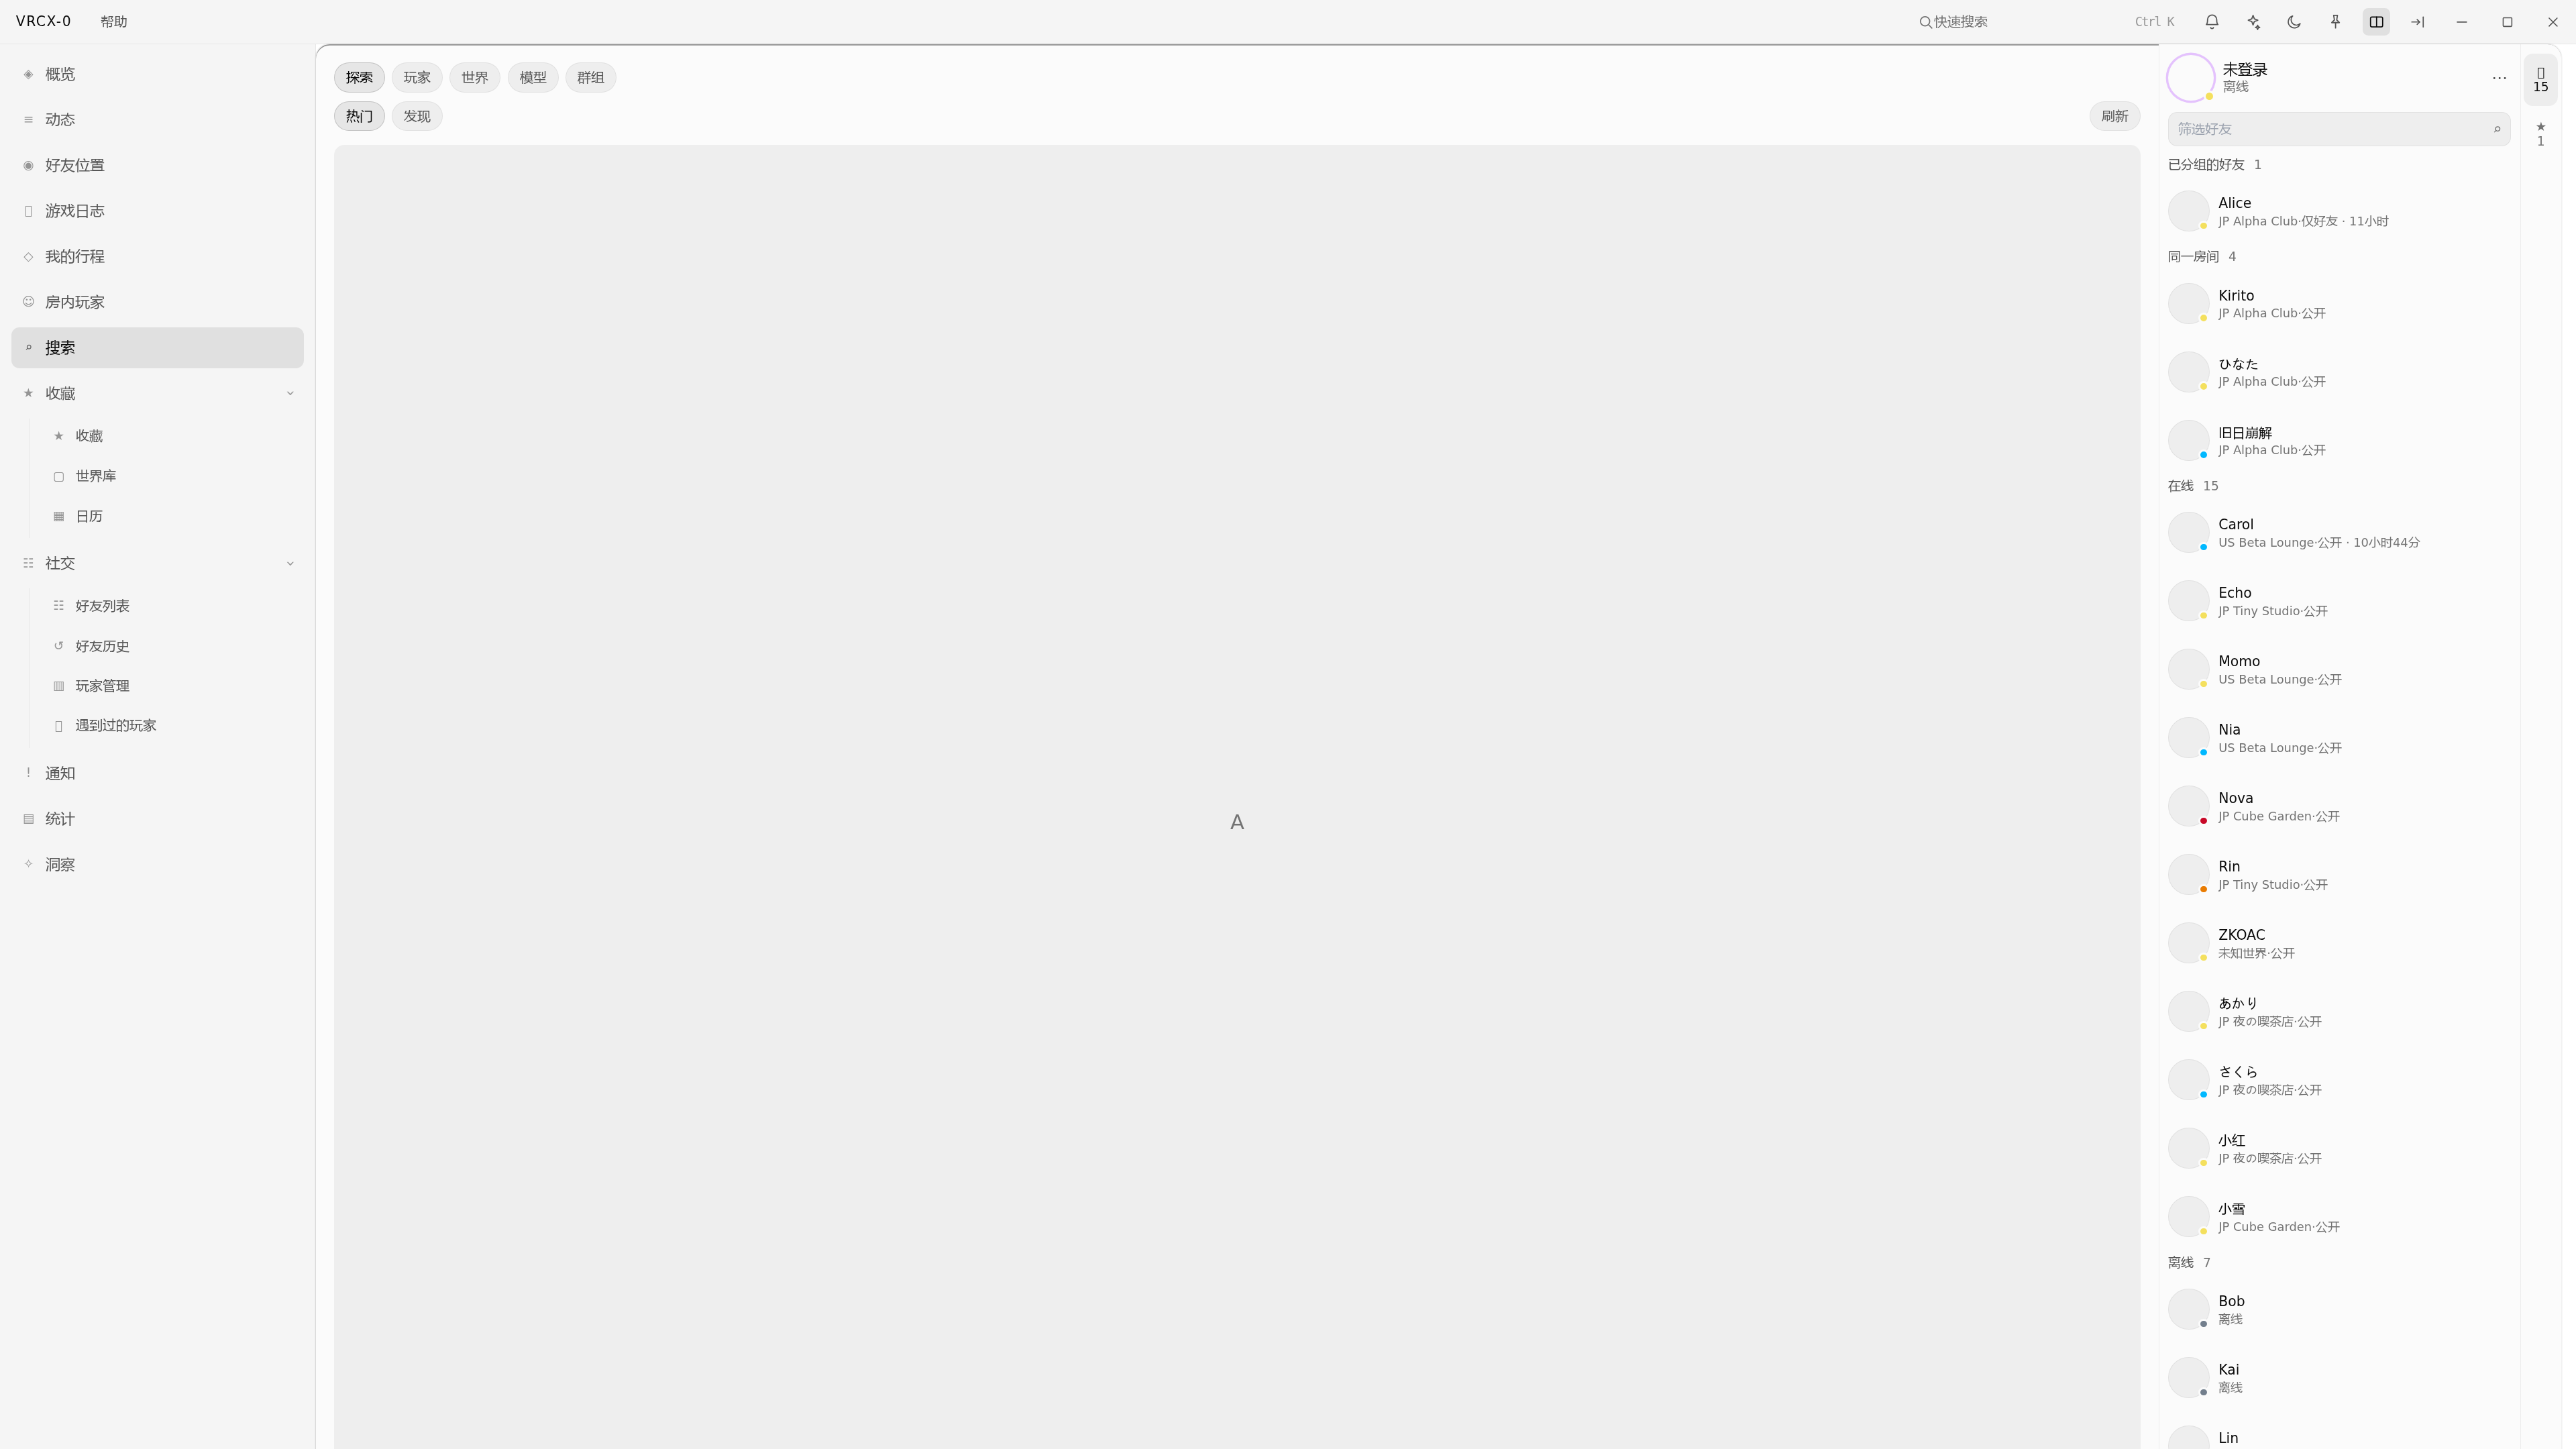 VRCX-0
帮助
快速搜索
Ctrl K
概览
动态
好友位置
游戏日志
我的行程
房内玩家
搜索
收藏
收藏
世界库
日历
社交
好友列表
好友历史
玩家管理
遇到过的玩家
通知
统计
洞察
探索 玩家 世界 模型 群组
热门 发现
刷新
A
未登录
离线
筛选好友
已分组的好友 1
Alice
JP Alpha Club·仅好友 · 11小时
同一房间 4
Kirito
JP Alpha Club·公开
ひなた
JP Alpha Club·公开
旧日崩解
JP Alpha Club·公开
在线 15
Carol
US Beta Lounge·公开 · 10小时44分
Echo
JP Tiny Studio·公开
Momo
US Beta Lounge·公开
Nia
US Beta Lounge·公开
Nova
JP Cube Garden·公开
Rin
JP Tiny Studio·公开
ZKOAC
未知世界·公开
あかり
JP 夜の喫茶店·公开
さくら
JP 夜の喫茶店·公开
小红
JP 夜の喫茶店·公开
小雪
JP Cube Garden·公开
离线 7
Bob
离线
Kai
离线
Lin
15
1